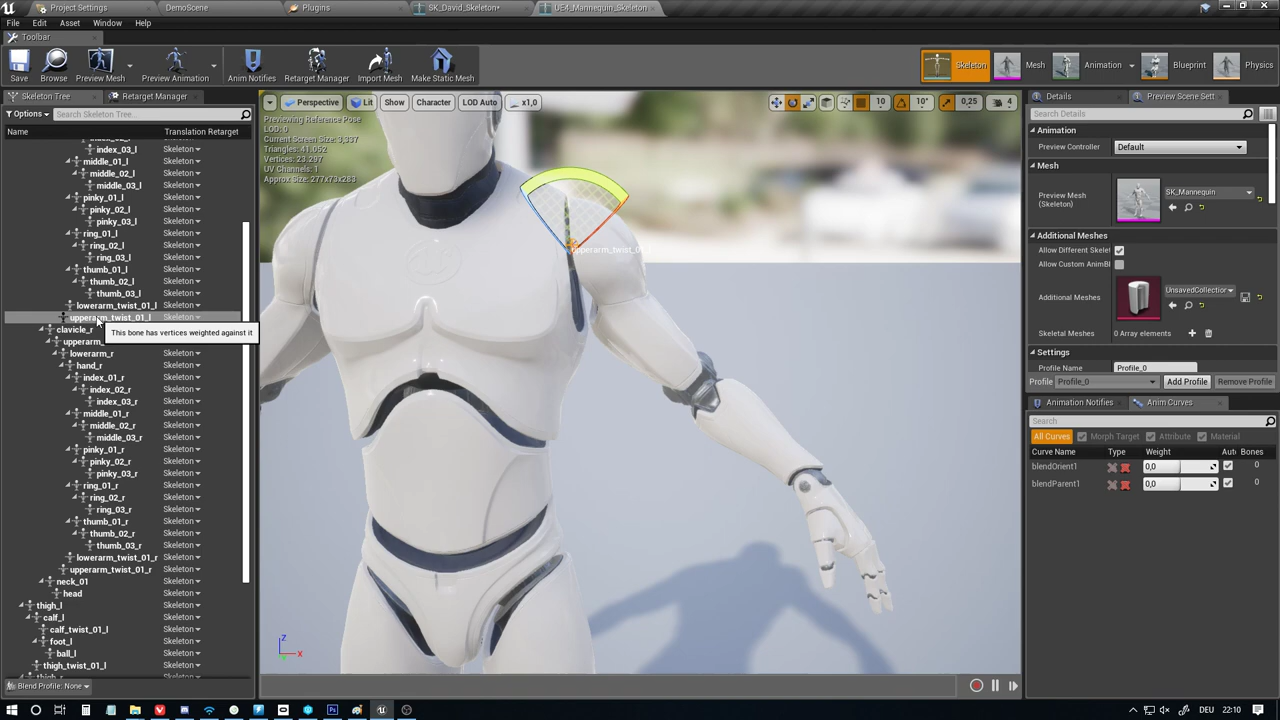 Project Settings
DemoScene
Plugins
SK_David_Skeleton*
UE4_Mannequin_Skeleton
File Edit Asset Window Help
Toolbar
Save
Browse
Preview Mesh
Preview Animation
Anim Notifies
Retarget Manager
Import Mesh
Make Static Mesh
Skeleton
Mesh
Animation
Blueprint
Physics
Skeleton Tree
Retarget Manager
Options
Search Skeleton Tree...
Name Translation Retarget
index_03_l Skeleton
middle_01_l Skeleton
middle_02_l Skeleton
middle_03_l Skeleton
pinky_01_l Skeleton
pinky_02_l Skeleton
pinky_03_l Skeleton
ring_01_l Skeleton
ring_02_l Skeleton
ring_03_l Skeleton
thumb_01_l Skeleton
thumb_02_l Skeleton
thumb_03_l Skeleton
lowerarm_twist_01_l Skeleton
upperarm_twist_01_l Skeleton
This bone has vertices weighted against it
clavicle_r
upperarm_
lowerarm_r Skeleton
hand_r Skeleton
index_01_r Skeleton
index_02_r Skeleton
index_03_r Skeleton
middle_01_r Skeleton
middle_02_r Skeleton
middle_03_r Skeleton
pinky_01_r Skeleton
pinky_02_r Skeleton
pinky_03_r Skeleton
ring_01_r Skeleton
ring_02_r Skeleton
ring_03_r Skeleton
thumb_01_r Skeleton
thumb_02_r Skeleton
thumb_03_r Skeleton
lowerarm_twist_01_r Skeleton
upperarm_twist_01_r Skeleton
neck_01 Skeleton
head Skeleton
thigh_l Skeleton
calf_l Skeleton
calf_twist_01_l Skeleton
foot_l Skeleton
ball_l Skeleton
thigh_twist_01_l Skeleton
Blend Profile: None
Perspective Lit Show Character LOD Auto x1,0
10 10° 0,25 4
Previewing Reference Pose
LOD: 0
Current Screen Size: 3,337
Triangles: 41.052
Vertices: 23.297
UV Channels: 1
Approx Size: 277x73x283
upperarm_twist_01_l
Z
X
Details
Preview Scene Sett
Search Details
Animation
Preview Controller Default
Mesh
Preview Mesh
(Skeleton)
SK_Mannequin
Additional Meshes
Allow Different Skele
Allow Custom AnimBl
Additional Meshes
UnsavedCollection
Skeletal Meshes 0 Array elements
Settings
Profile Name Profile_0
Profile Profile_0 Add Profile Remove Profile
Animation Notifies
Anim Curves
Search
All Curves Morph Target Attribute Material
Curve Name Type Weight Auto Bones
blendOrient1 0,0 0
blendParent1 0,0 0
DEU 22:10